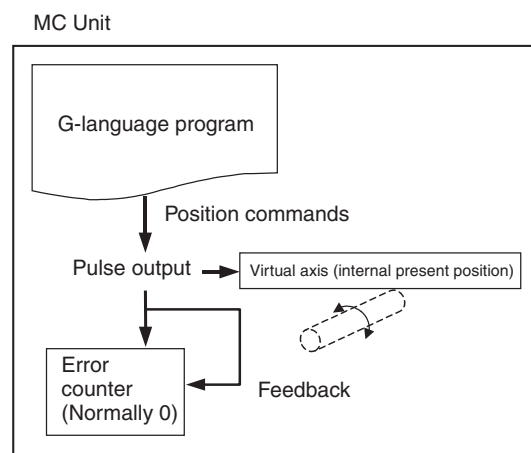 MC Unit
G-language program
Position commands
Pulse output
Virtual axis (internal present position)
Error
counter
(Normally 0)
Feedback